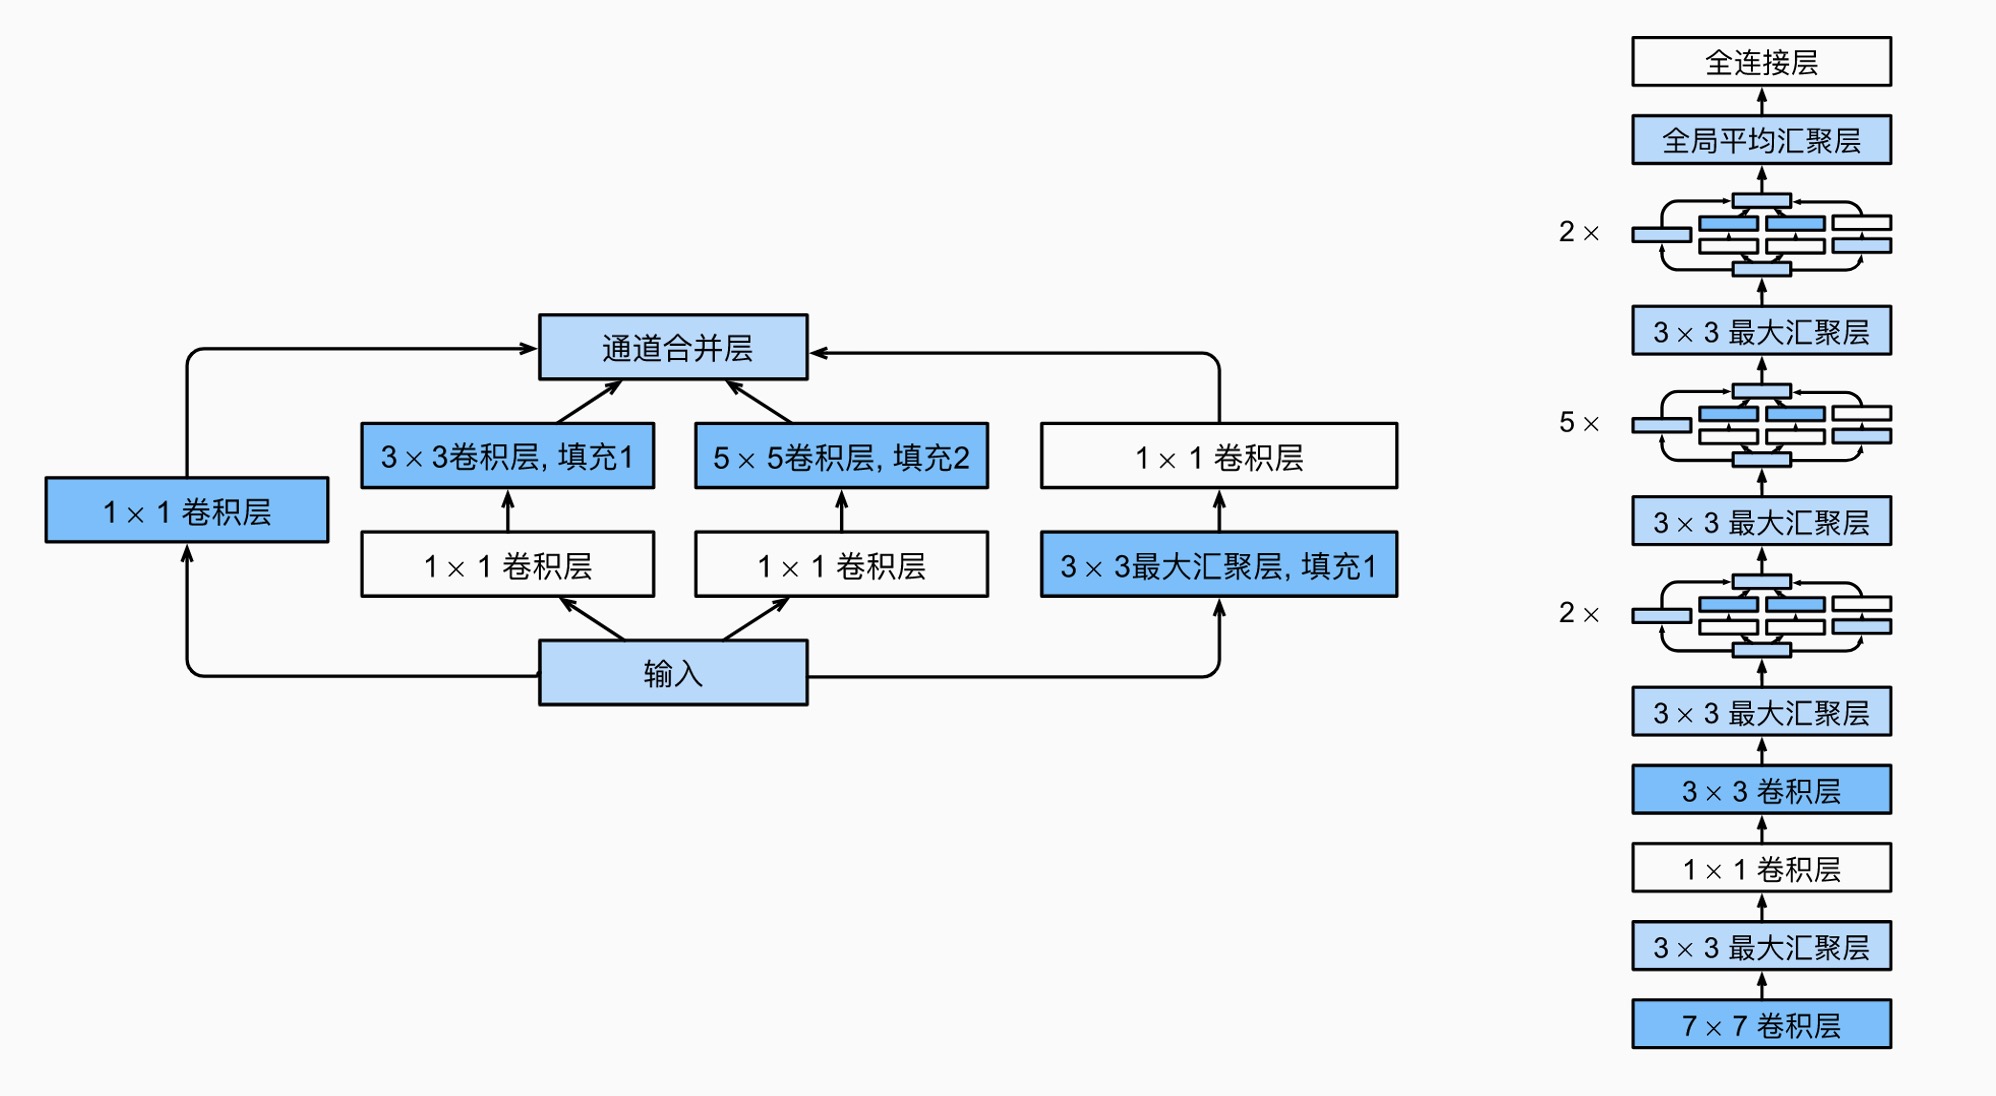 通道合并层
3 × 3卷积层, 填充1
5 × 5卷积层, 填充2
1 × 1 卷积层
1 × 1 卷积层
1 × 1 卷积层
1 × 1 卷积层
3 × 3最大汇聚层, 填充1
输入
全连接层
全局平均汇聚层
2 ×
3 × 3 最大汇聚层
5 ×
3 × 3 最大汇聚层
2 ×
3 × 3 最大汇聚层
3 × 3 卷积层
1 × 1 卷积层
3 × 3 最大汇聚层
7 × 7 卷积层